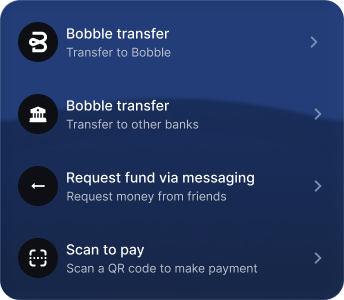 Bobble transfer
Transfer to Bobble
Bobble transfer
Transfer to other banks
Request fund via messaging
Request money from friends
Scan to pay
Scan a QR code to make payment